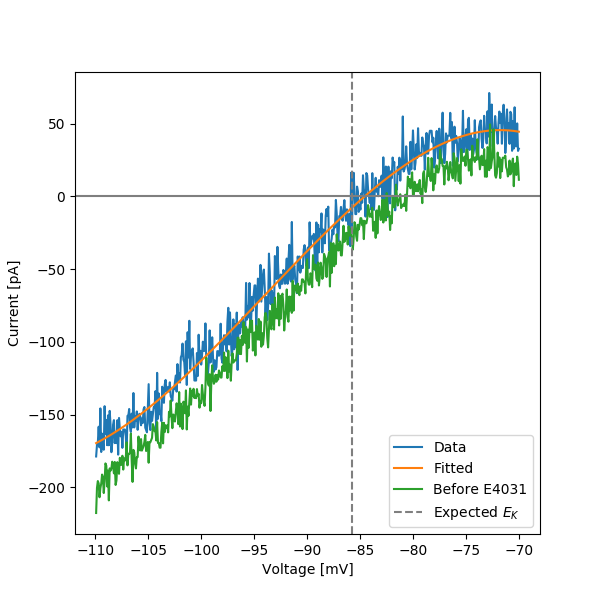 50
0
−50
−100
−150
−200
Current [pA]
Data
Fitted
Before E4031
Expected E_K
−110 −105 −100 −95 −90 −85 −80 −75 −70
Voltage [mV]